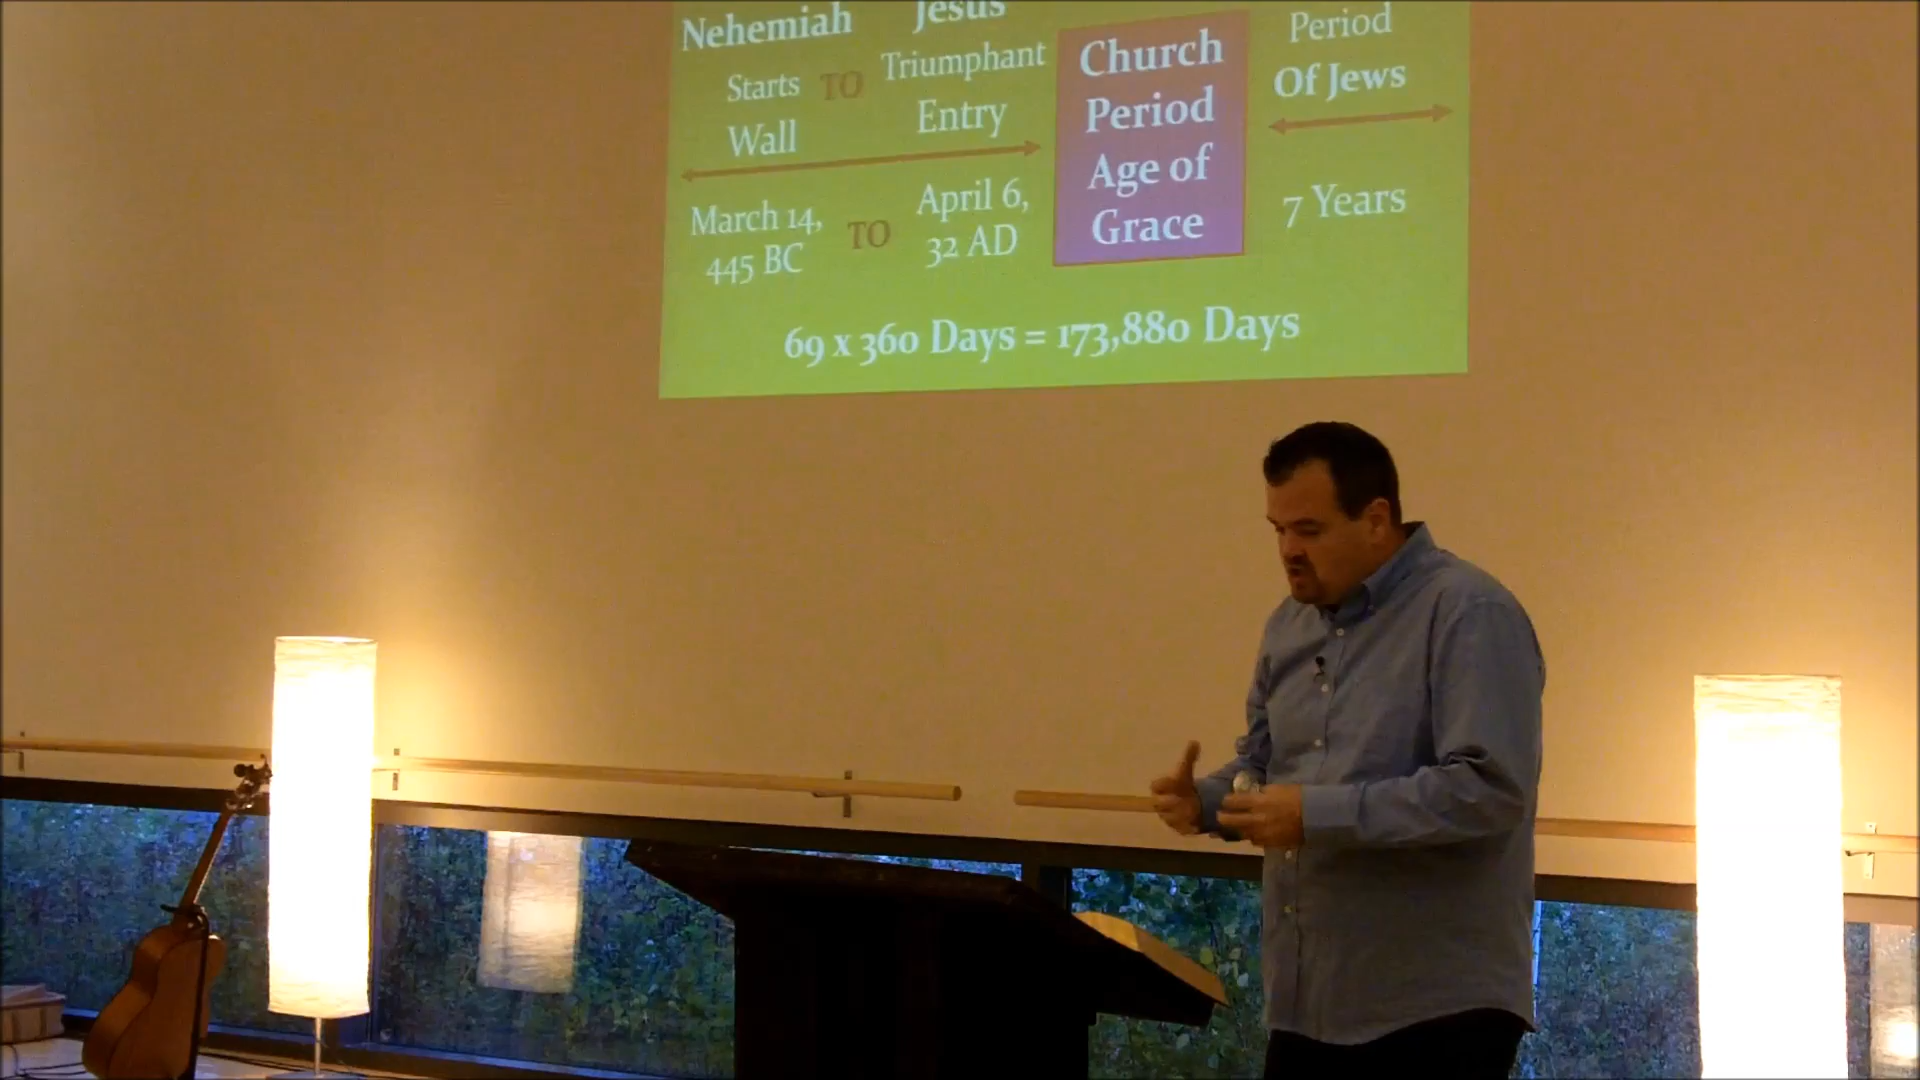 Nehemiah
Starts
Wall
TO
Jesus
Triumphant
Entry
March 14,
445 BC
TO
April 6,
32 AD
Church
Period
Age of
Grace
Period
Of Jews
7 Years
69 x 360 Days = 173,880 Days